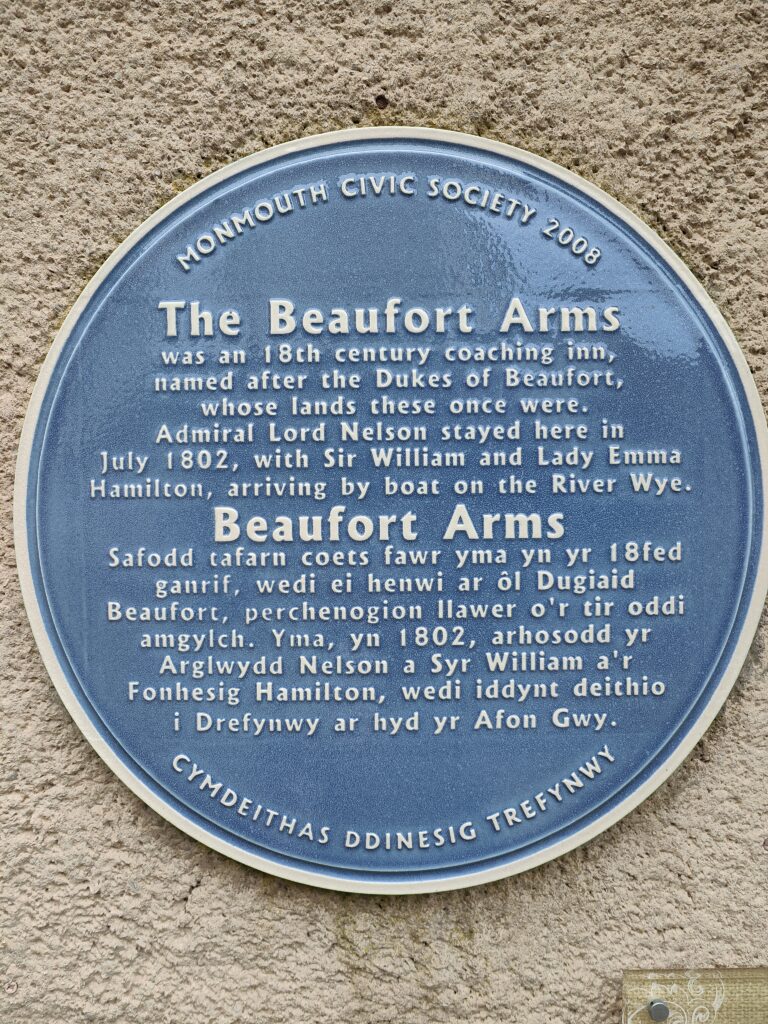 MONMOUTH CIVIC SOCIETY 2008
The Beaufort Arms
was an 18th century coaching inn,
named after the Dukes of Beaufort,
whose lands these once were.
Admiral Lord Nelson stayed here in
July 1802, with Sir William and Lady Emma
Hamilton, arriving by boat on the River Wye.
Beaufort Arms
Safodd tafarn coets fawr yma yn yr 18fed
ganrif, wedi ei henwi ar ôl Dugiaid
Beaufort, perchenogion llawer o'r tir oddi
amgylch. Yma, yn 1802, arhosodd yr
Arglwydd Nelson a Syr William a'r
Fonhesig Hamilton, wedi iddynt deithio
i Drefynwy ar hyd yr Afon Gwy.
CYMDEITHAS DDINESIG TREFYNWY